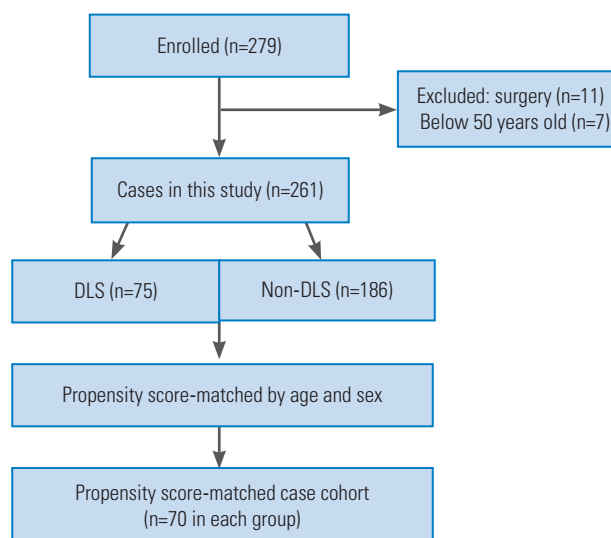 Enrolled (n=279)
Excluded: surgery (n=11)
Below 50 years old (n=7)
Cases in this study (n=261)
DLS (n=75)
Non-DLS (n=186)
Propensity score-matched by age and sex
Propensity score-matched case cohort
(n=70 in each group)